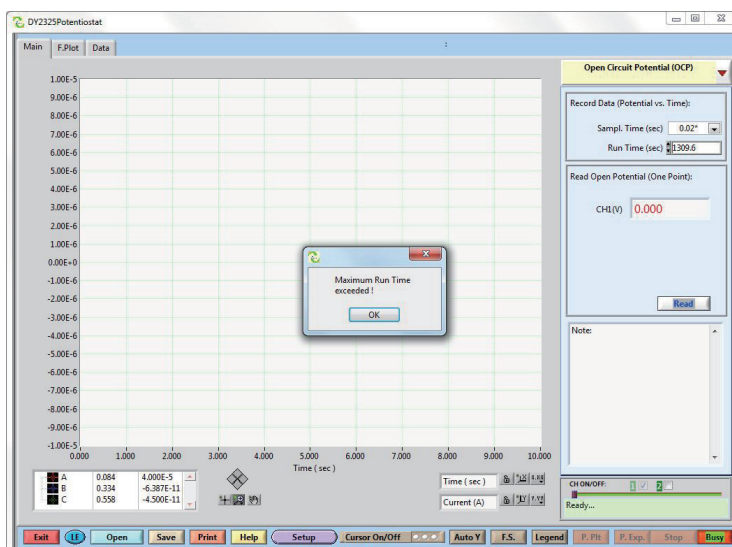 DY2325Potentiostat
Main F.Plot Data :
Open Circuit Potential (OCP)
1.00E-5
9.00E-6
8.00E-6
7.00E-6
6.00E-6
5.00E-6
4.00E-6
3.00E-6
2.00E-6
1.00E-6
0.00E+0
-1.00E-6
-2.00E-6
-3.00E-6
-4.00E-6
-5.00E-6
-6.00E-6
-7.00E-6
-8.00E-6
-9.00E-6
-1.00E-5
0.000 1.000 2.000 3.000 4.000 5.000 6.000 7.000 8.000 9.000 10.000
Time ( sec )
Maximum Run Time
exceeded !
OK
Record Data (Potential vs. Time):
Sampl. Time (sec) 0.02*
Run Time (sec) 1309.6
Read Open Potential (One Point):
CH1(V) 0.000
Read
Note:
A 0.084 4.000E-5
B 0.334 -6.387E-11
C 0.558 -4.500E-11
Time ( sec )
Current (A)
CH ON/OFF: 1 2
Ready...
Exit LE Open Save Print Help Setup Cursor On/Off Auto Y F.S. Legend P. Plt P. Exp. Stop Busy